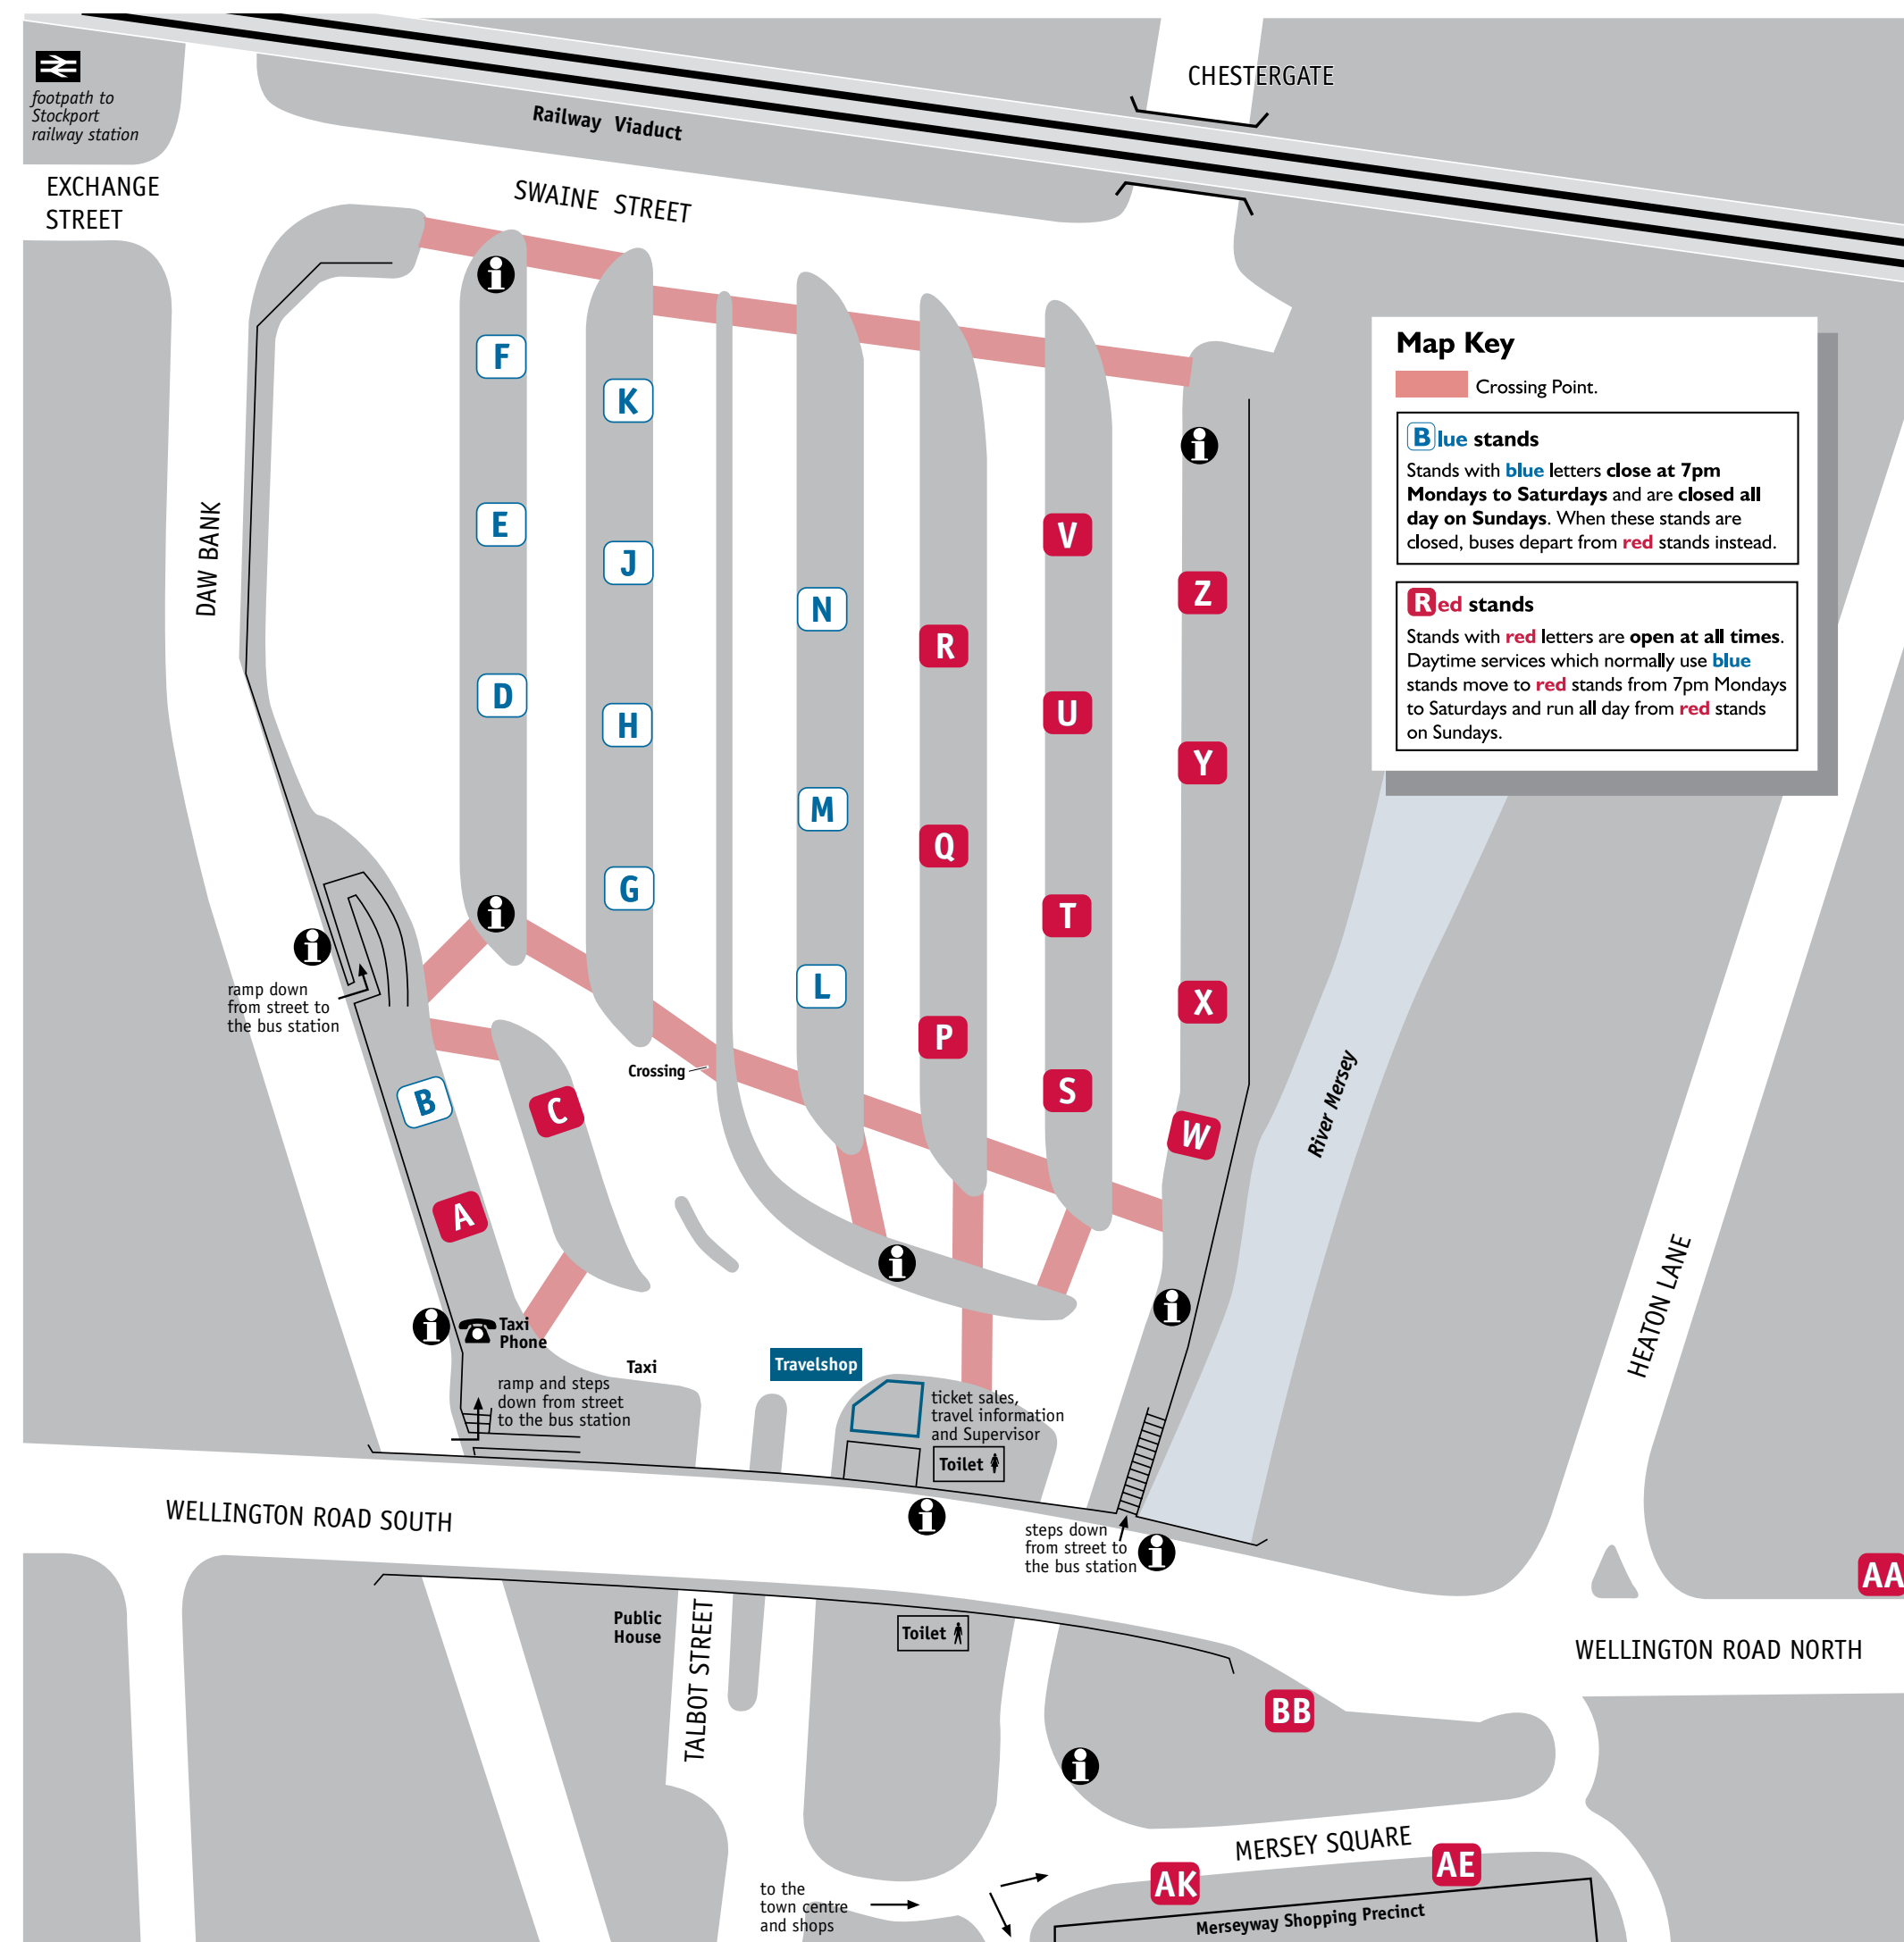 CHESTERGATE
footpath to
Stockport
railway station
Railway Viaduct
EXCHANGE
STREET
SWAINE STREET
Map Key
Crossing Point.
Blue stands
Stands with blue letters close at 7pm
Mondays to Saturdays and are closed all
day on Sundays. When these stands are
closed, buses depart from red stands instead.
Red stands
Stands with red letters are open at all times.
Daytime services which normally use blue
stands move to red stands from 7pm Mondays
to Saturdays and run all day from red stands
on Sundays.
DAW BANK
i
F
E
D
i
K
J
H
G
N
M
L
R
Q
P
V
U
T
S
i
Z
Y
X
W
i
ramp down
from street to
the bus station
Crossing
B
A
C
River Mersey
HEATON LANE
i
i
i
Taxi
Phone
Taxi
Travelshop
ramp and steps
down from street
to the bus station
ticket sales,
travel information
and Supervisor
Toilet
WELLINGTON ROAD SOUTH
i
steps down
from street to
the bus station
i
AA
Public
House
TALBOT STREET
Toilet
WELLINGTON ROAD NORTH
BB
i
MERSEY SQUARE
AK
AE
to the
town centre
and shops
Merseyway Shopping Precinct